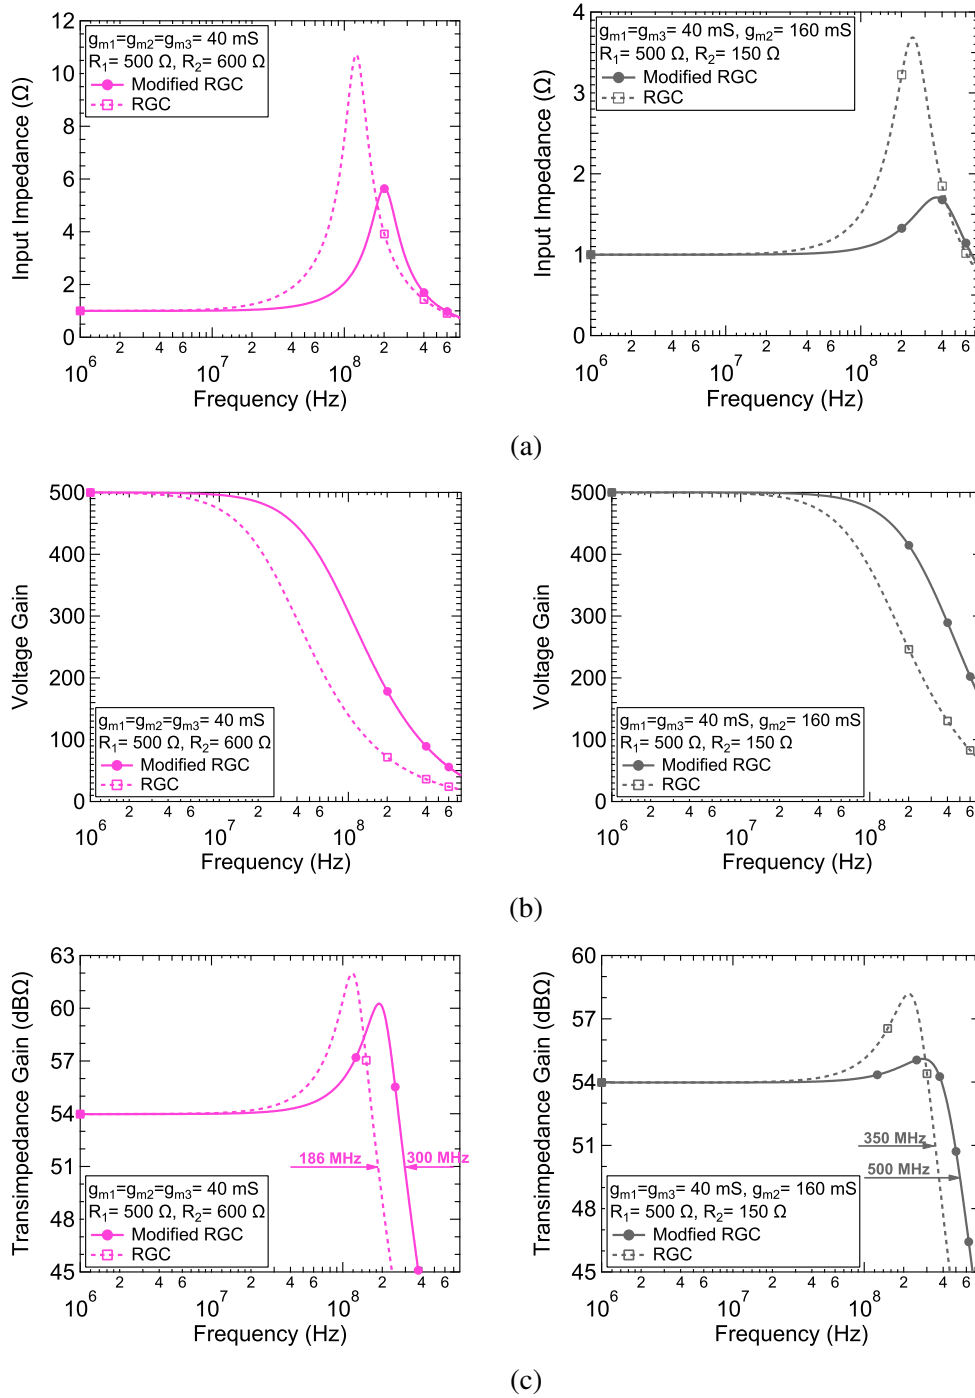 12
10
8
6
4
2
0
Input Impedance (Ω)
gm1=gm2=gm3= 40 mS
R1= 500 Ω, R2= 600 Ω
Modified RGC
RGC
10^6 2 4 6 10^7 2 4 6 10^8 2 4 6
Frequency (Hz)
4
3
2
1
0
Input Impedance (Ω)
gm1=gm3= 40 mS, gm2= 160 mS
R1= 500 Ω, R2= 150 Ω
Modified RGC
RGC
10^6 2 4 6 10^7 2 4 6 10^8 2 4 6
Frequency (Hz)
(a)
500
400
300
200
100
0
Voltage Gain
gm1=gm2=gm3= 40 mS
R1= 500 Ω, R2= 600 Ω
Modified RGC
RGC
10^6 2 4 6 10^7 2 4 6 10^8 2 4 6
Frequency (Hz)
500
400
300
200
100
0
Voltage Gain
gm1=gm3= 40 mS, gm2= 160 mS
R1= 500 Ω, R2= 150 Ω
Modified RGC
RGC
10^6 2 4 6 10^7 2 4 6 10^8 2 4 6
Frequency (Hz)
(b)
63
60
57
54
51
48
45
Transimpedance Gain (dBΩ)
186 MHz 300 MHz
gm1=gm2=gm3= 40 mS
R1= 500 Ω, R2= 600 Ω
Modified RGC
RGC
10^6 2 4 6 10^7 2 4 6 10^8 2 4 6
Frequency (Hz)
60
57
54
51
48
45
Transimpedance Gain (dBΩ)
350 MHz
500 MHz
gm1=gm3= 40 mS, gm2= 160 mS
R1= 500 Ω, R2= 150 Ω
Modified RGC
RGC
10^6 2 4 6 10^7 2 4 6 10^8 2 4 6
Frequency (Hz)
(c)